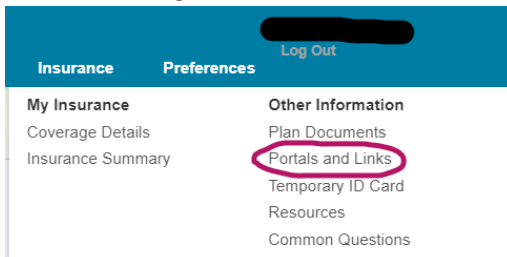 Log Out
Insurance Preferences
My Insurance Other Information
Coverage Details Plan Documents
Insurance Summary Portals and Links
Temporary ID Card
Resources
Common Questions